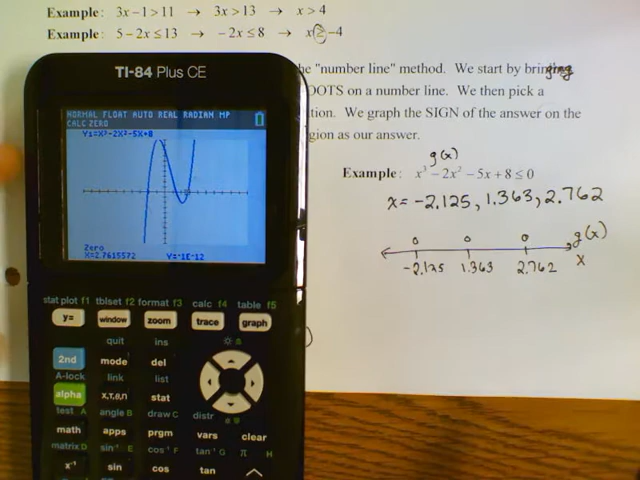 Example: 3x-1>11 → 3x>13 → x>4
Example: 5-2x≤13 → -2x≤8 → x≥-4
he "number line" method. We start by bringing
OOTS on a number line. We then pick a
tion. We graph the SIGN of the answer on the
gion as our answer.
g(x)
Example: x³-2x²-5x+8≤0
x=-2.125, 1.363, 2.762
0 0 0 g(x)
-2.125 1.363 2.762 x
TI-84 Plus CE
NORMAL FLOAT AUTO REAL RADIAN MP
CALC ZERO
Y1=X³-2X²-5X+8
Zero
X=2.7615572 Y=-1E-12
stat plot f1 tblset f2 format f3 calc f4 table f5
y= window zoom trace graph
quit ins
2nd mode del
A-lock link list
alpha X,T,θ,n stat
test A angle B draw C distr
math apps prgm vars clear
matrix D sin⁻¹ E cos⁻¹ F tan⁻¹ G π H
x⁻¹ sin cos tan ^